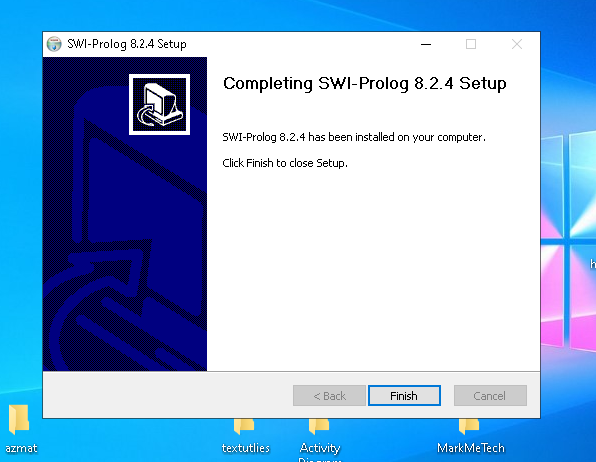 SWI-Prolog 8.2.4 Setup
Completing SWI-Prolog 8.2.4 Setup
SWI-Prolog 8.2.4 has been installed on your computer.
Click Finish to close Setup.
< Back
Finish
Cancel
azmat
textutlies
Activity
MarkMeTech
Diagram